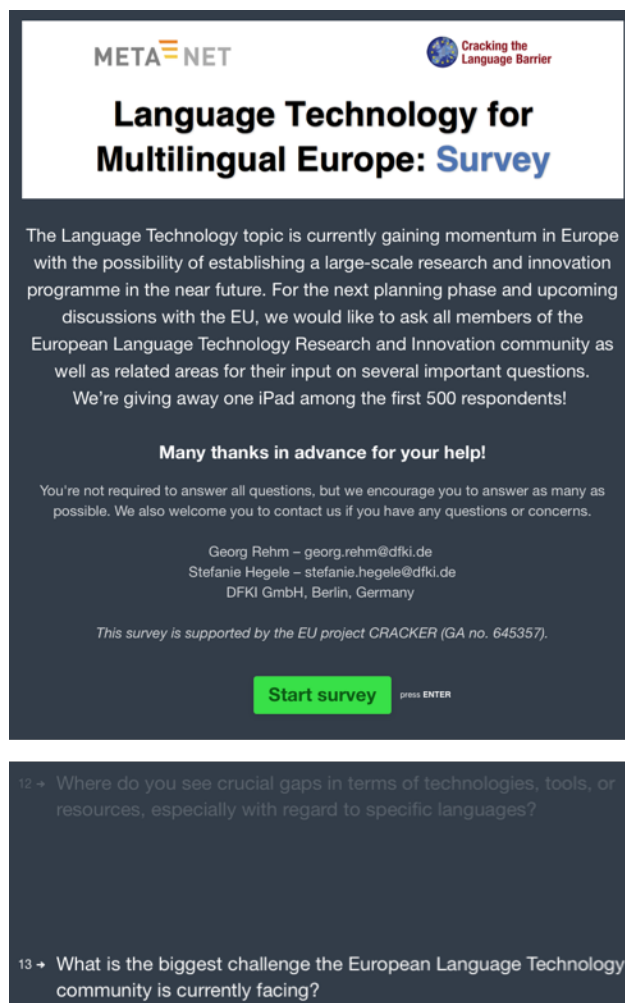 META NET
Cracking the
Language Barrier
Language Technology for
Multilingual Europe: Survey
The Language Technology topic is currently gaining momentum in Europe
with the possibility of establishing a large-scale research and innovation
programme in the near future. For the next planning phase and upcoming
discussions with the EU, we would like to ask all members of the
European Language Technology Research and Innovation community as
well as related areas for their input on several important questions.
We're giving away one iPad among the first 500 respondents!
Many thanks in advance for your help!
You're not required to answer all questions, but we encourage you to answer as many as
possible. We also welcome you to contact us if you have any questions or concerns.
Georg Rehm – georg.rehm@dfki.de
Stefanie Hegele – stefanie.hegele@dfki.de
DFKI GmbH, Berlin, Germany
This survey is supported by the EU project CRACKER (GA no. 645357).
Start survey press ENTER
12 → Where do you see crucial gaps in terms of technologies, tools, or
resources, especially with regard to specific languages?
13 → What is the biggest challenge the European Language Technology
community is currently facing?